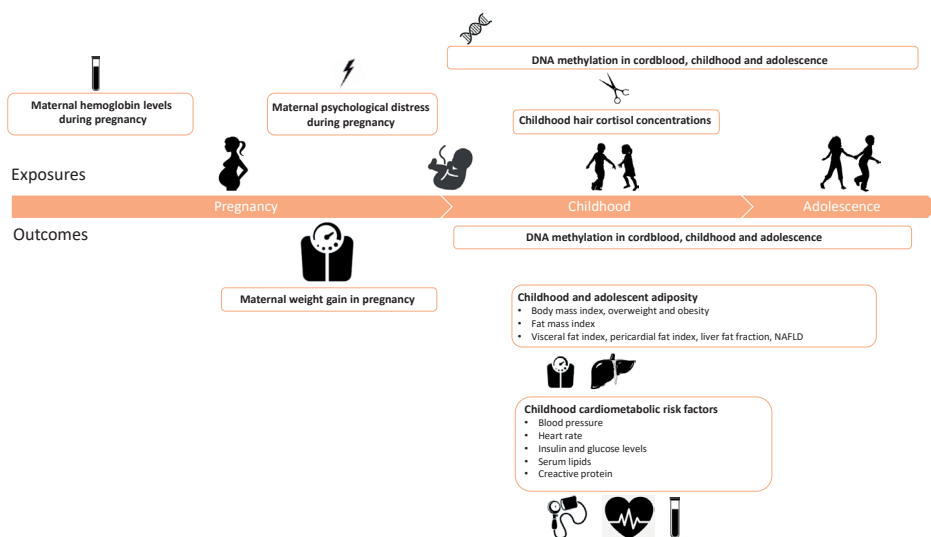 DNA methylation in cordblood, childhood and adolescence
Maternal hemoglobin levels
during pregnancy
Maternal psychological distress
during pregnancy
Childhood hair cortisol concentrations
Exposures
Pregnancy
Childhood
Adolescence
Outcomes
DNA methylation in cordblood, childhood and adolescence
Maternal weight gain in pregnancy
Childhood and adolescent adiposity
• Body mass index, overweight and obesity
• Fat mass index
• Visceral fat index, pericardial fat index, liver fat fraction, NAFLD
Childhood cardiometabolic risk factors
• Blood pressure
• Heart rate
• Insulin and glucose levels
• Serum lipids
• Creactive protein